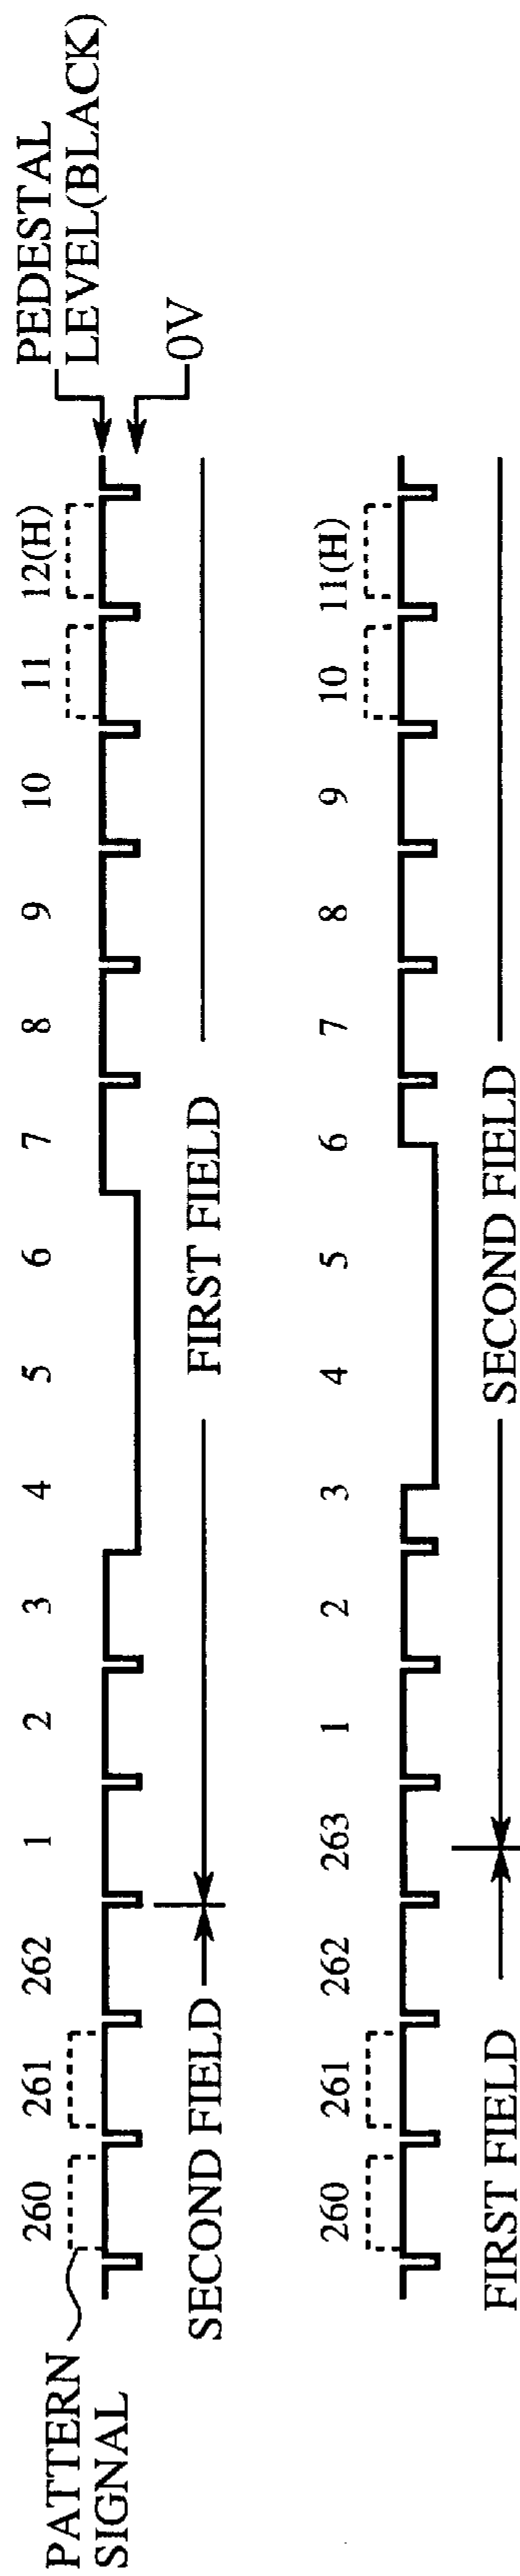 PEDESTAL
LEVEL(BLACK)
0V
260 261 262 1 2 3 4 5 6 7 8 9 10 11 12(H)
PATTERN
SIGNAL
SECOND FIELD FIRST FIELD
260 261 262 263 1 2 3 4 5 6 7 8 9 10 11(H)
FIRST FIELD SECOND FIELD